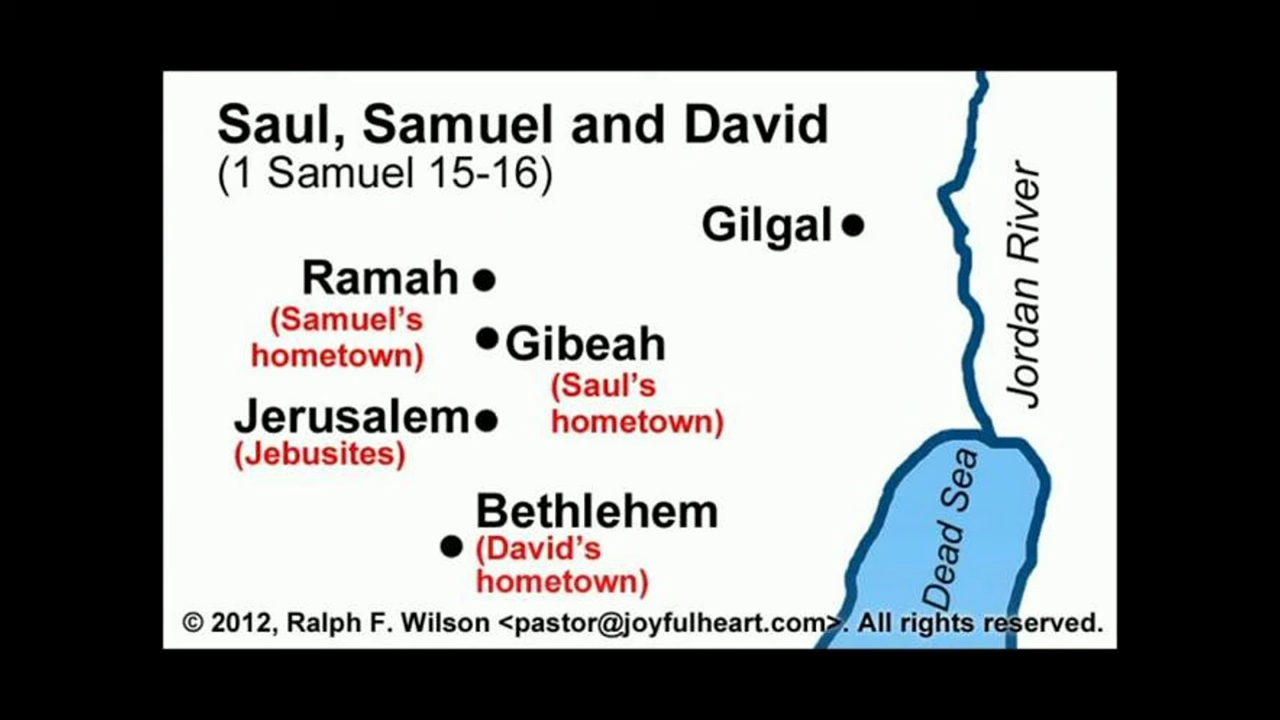 Saul, Samuel and David
(1 Samuel 15-16)
Gilgal
Jordan River
Ramah
(Samuel's
hometown)
Gibeah
(Saul's
hometown)
Jerusalem
(Jebusites)
Dead Sea
Bethlehem
(David's
hometown)
© 2012, Ralph F. Wilson <pastor@joyfulheart.com>. All rights reserved.